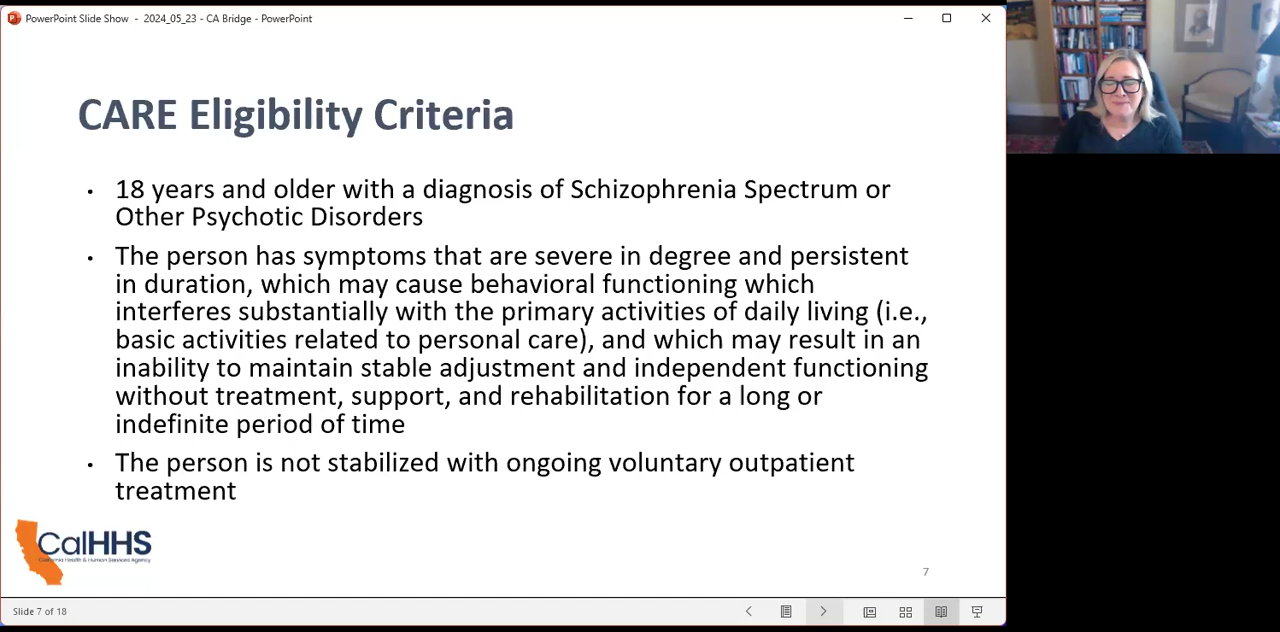 PowerPoint Slide Show - 2024_05_23 - CA Bridge - PowerPoint
CARE Eligibility Criteria
• 18 years and older with a diagnosis of Schizophrenia Spectrum or
Other Psychotic Disorders
• The person has symptoms that are severe in degree and persistent
in duration, which may cause behavioral functioning which
interferes substantially with the primary activities of daily living (i.e.,
basic activities related to personal care), and which may result in an
inability to maintain stable adjustment and independent functioning
without treatment, support, and rehabilitation for a long or
indefinite period of time
• The person is not stabilized with ongoing voluntary outpatient
treatment
CalHHS
California Health & Human Services Agency
7
Slide 7 of 18